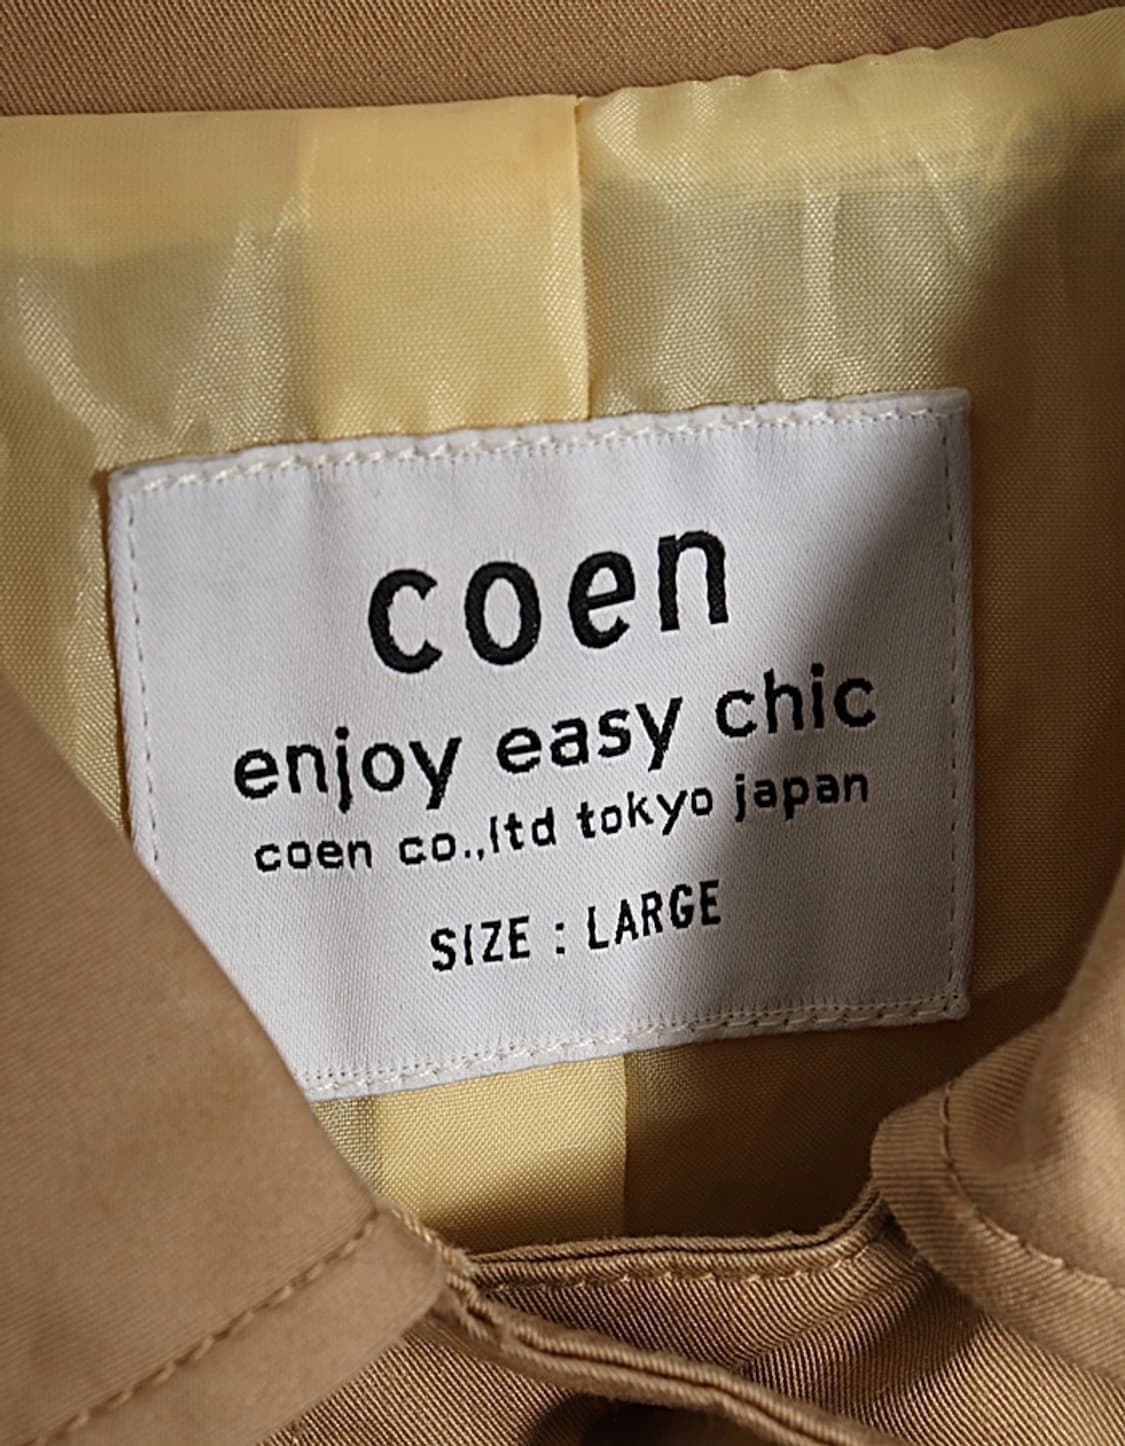 coen
enjoy easy chic
coen co.,ltd tokyo japan
SIZE : LARGE